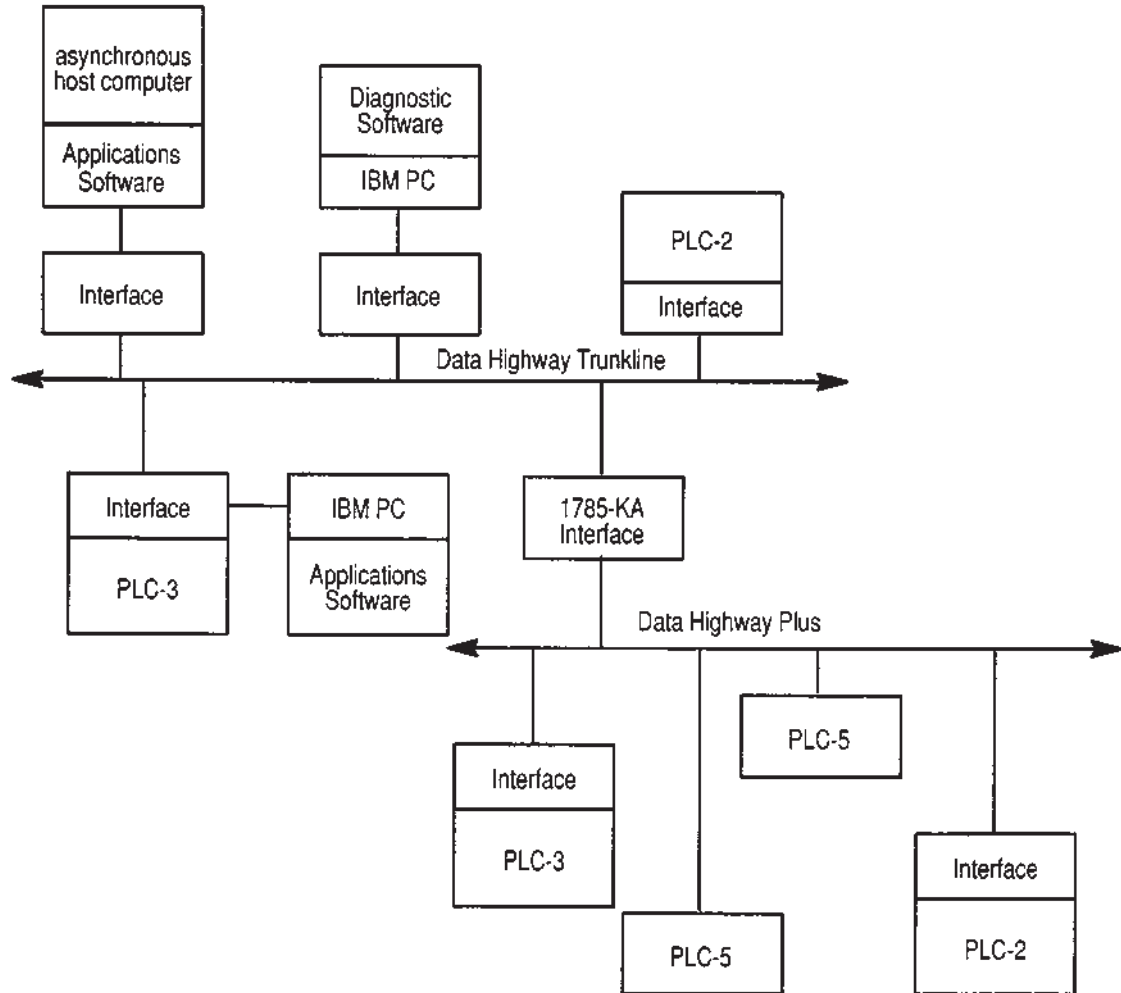 asynchronous
host computer
Applications
Software
Interface
Diagnostic
Software
IBM PC
Interface
PLC-2
Interface
Data Highway Trunkline
Interface
PLC-3
IBM PC
Applications
Software
1785-KA
Interface
Data Highway Plus
Interface
PLC-3
PLC-5
PLC-5
Interface
PLC-2